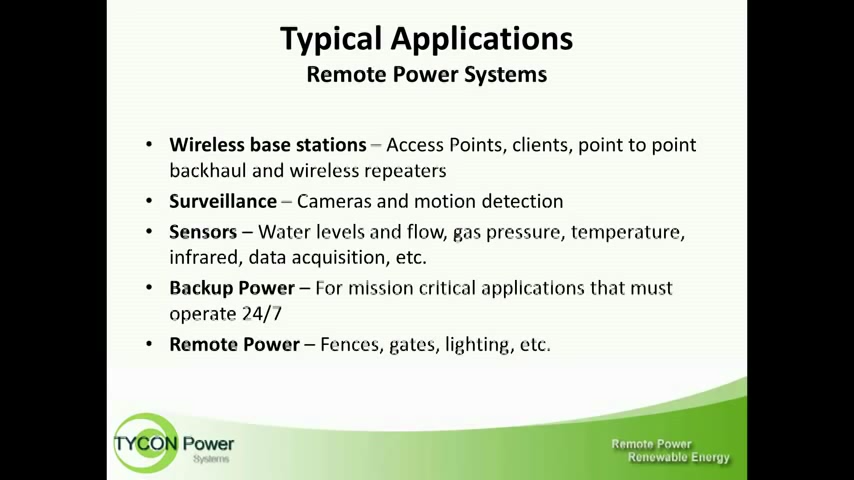 Typical Applications
Remote Power Systems
• Wireless base stations – Access Points, clients, point to point
backhaul and wireless repeaters
• Surveillance – Cameras and motion detection
• Sensors – Water levels and flow, gas pressure, temperature,
infrared, data acquisition, etc.
• Backup Power – For mission critical applications that must
operate 24/7
• Remote Power – Fences, gates, lighting, etc.
TYCON Power
Systems
Remote Power
Renewable Energy